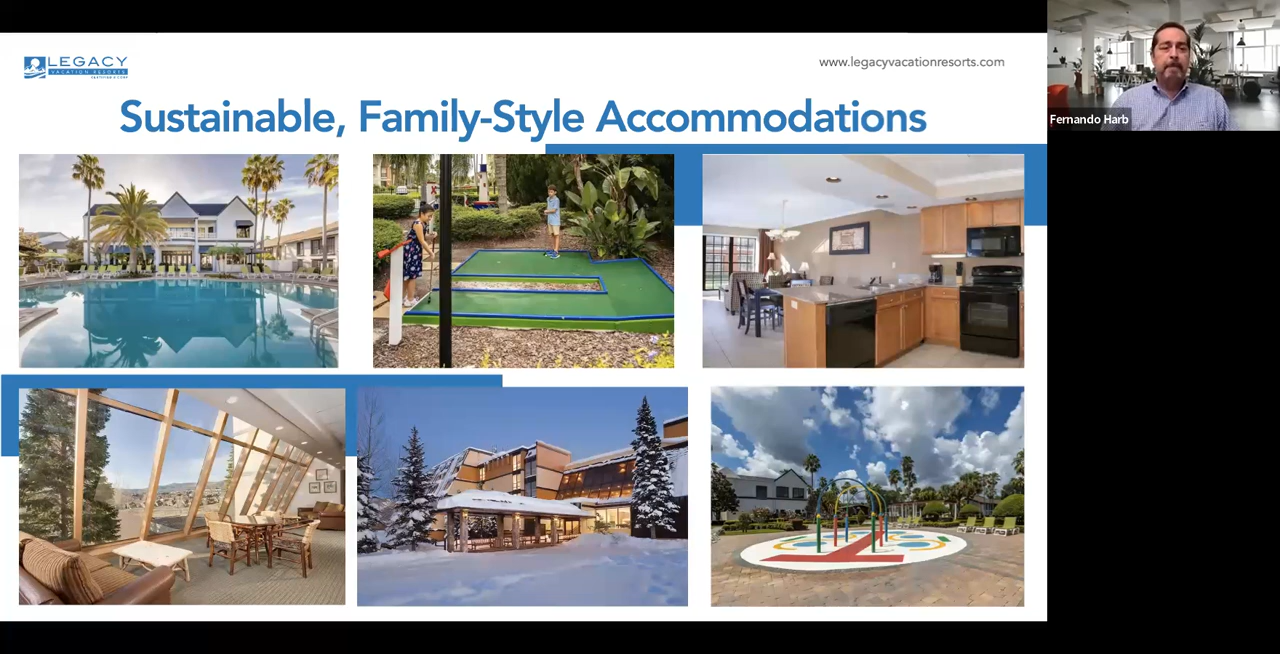 LEGACY
VACATION RESORTS
www.legacyvacationresorts.com
Sustainable, Family-Style Accommodations
Fernando Harb